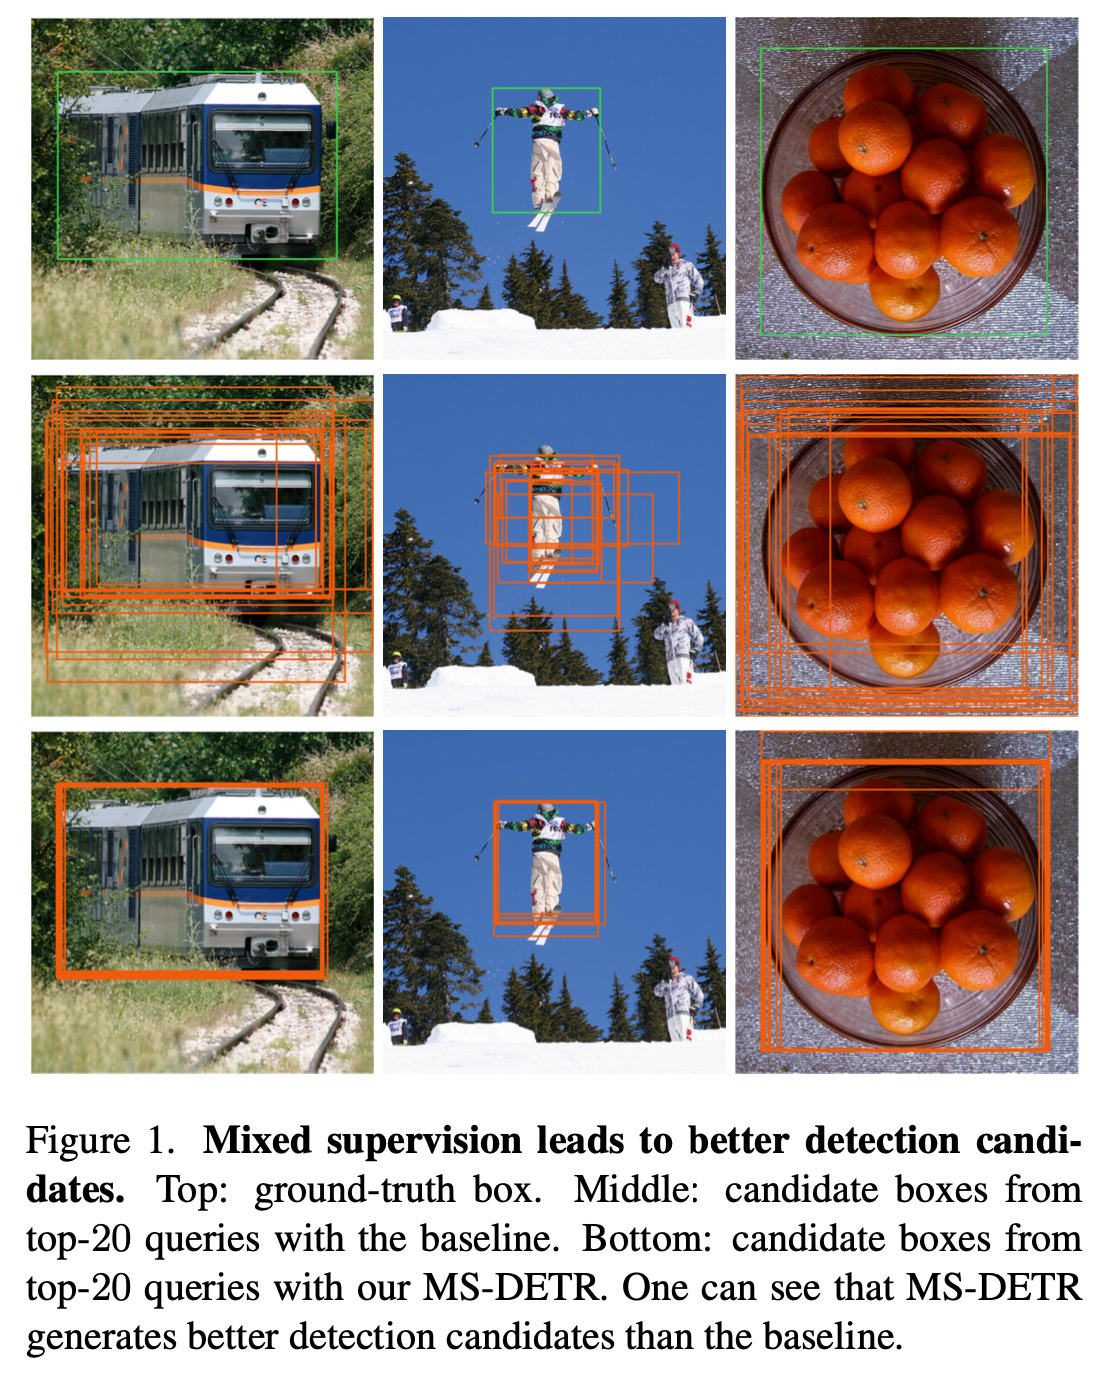 Figure 1. Mixed supervision leads to better detection candi-
dates. Top: ground-truth box. Middle: candidate boxes from
top-20 queries with the baseline. Bottom: candidate boxes from
top-20 queries with our MS-DETR. One can see that MS-DETR
generates better detection candidates than the baseline.